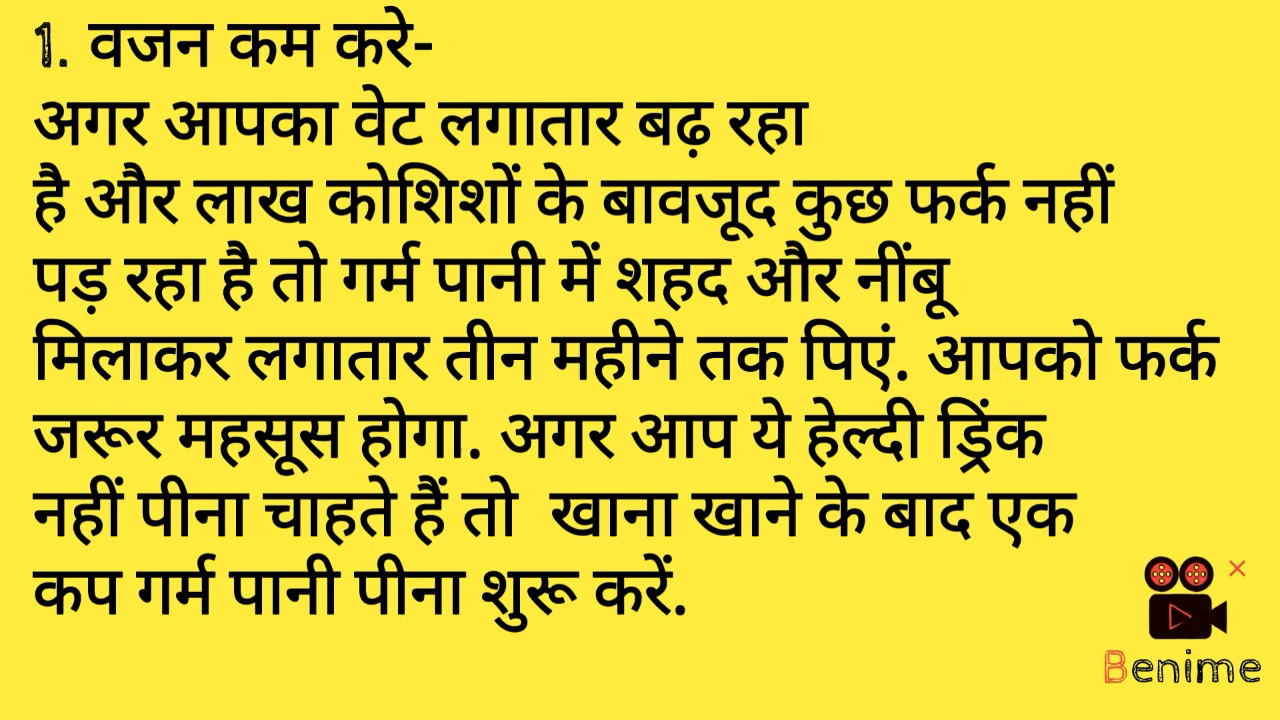 1. वजन कम करे-
अगर आपका वेट लगातार बढ़ रहा
है और लाख कोशिशों के बावजूद कुछ फर्क नहीं
पड़ रहा है तो गर्म पानी में शहद और नींबू
मिलाकर लगातार तीन महीने तक पिएं. आपको फर्क
जरूर महसूस होगा. अगर आप ये हेल्दी ड्रिंक
नहीं पीना चाहते हैं तो  खाना खाने के बाद एक
कप गर्म पानी पीना शुरू करें.
Benime